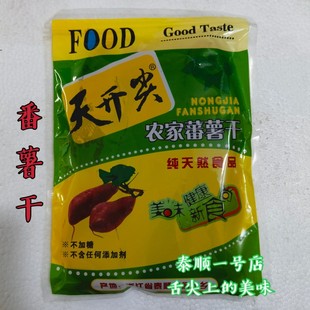 FOOD
Good Taste
天开尖®
NONGJIA
FANSHUGAN
农家蕃薯干
纯天然食品
番薯干
美味
健康
新食
※不加糖
※不含任何添加剂
泰顺一号店
舌尖上的美味